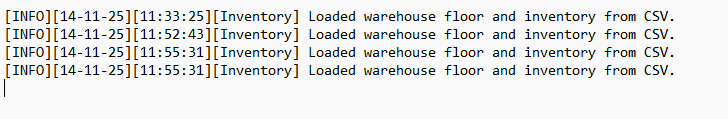 [INFO][14-11-25][11:33:25][Inventory] Loaded warehouse floor and inventory from CSV.
[INFO][14-11-25][11:52:43][Inventory] Loaded warehouse floor and inventory from CSV.
[INFO][14-11-25][11:55:31][Inventory] Loaded warehouse floor and inventory from CSV.
[INFO][14-11-25][11:55:31][Inventory] Loaded warehouse floor and inventory from CSV.